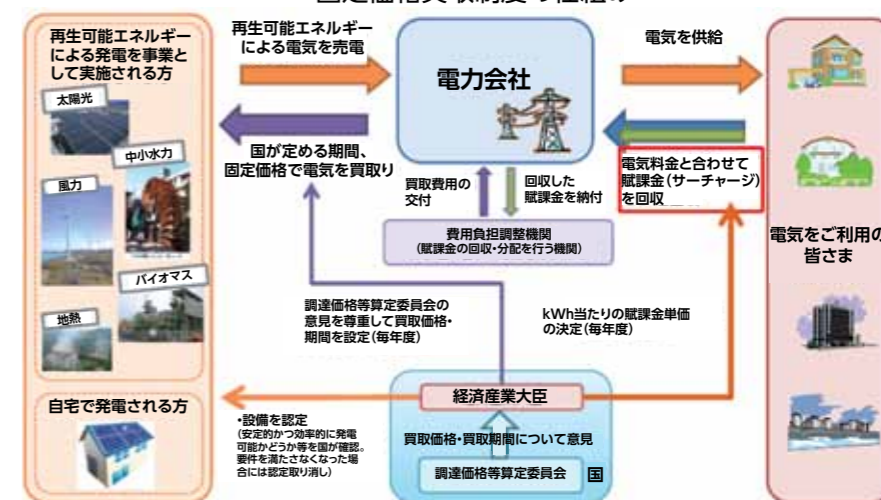 再生可能エネルギー
による発電を事業と
して実施される方
太陽光
中小水力
風力
バイオマス
地熱
自宅で発電される方
再生可能エネルギー
による電気を売電
国が定める期間、
固定価格で電気を買取り
電力会社
買取費用の
交付
回収した
賦課金を納付
費用負担調整機関
(賦課金の回収・分配を行う機関)
電気を供給
電気料金と合わせて
賦課金(サーチャージ)
を回収
電気をご利用の
皆さま
調達価格等算定委員会の
意見を尊重して買取価格・
期間を設定(毎年度)
kWh当たりの賦課金単価
の決定(毎年度)
・設備を認定
(安定的かつ効率的に発電
可能かどうか等を国が確認。
要件を満たさなくなった場
合には認定取り消し)
経済産業大臣
買取価格・買取期間について意見
調達価格等算定委員会
国